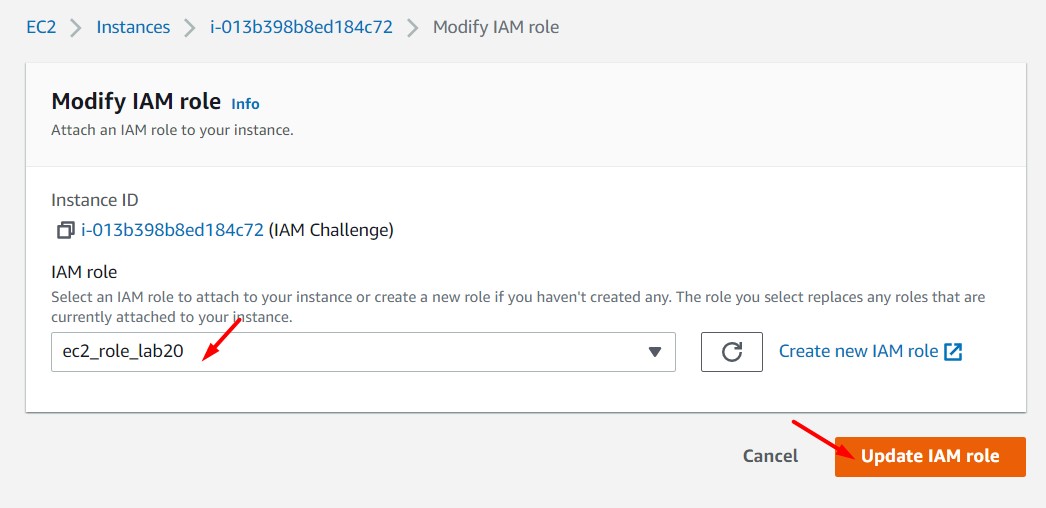 EC2 > Instances > i-013b398b8ed184c72 > Modify IAM role
Modify IAM role Info
Attach an IAM role to your instance.
Instance ID
i-013b398b8ed184c72 (IAM Challenge)
IAM role
Select an IAM role to attach to your instance or create a new role if you haven't created any. The role you select replaces any roles that are
currently attached to your instance.
ec2_role_lab20 Create new IAM role
Cancel Update IAM role